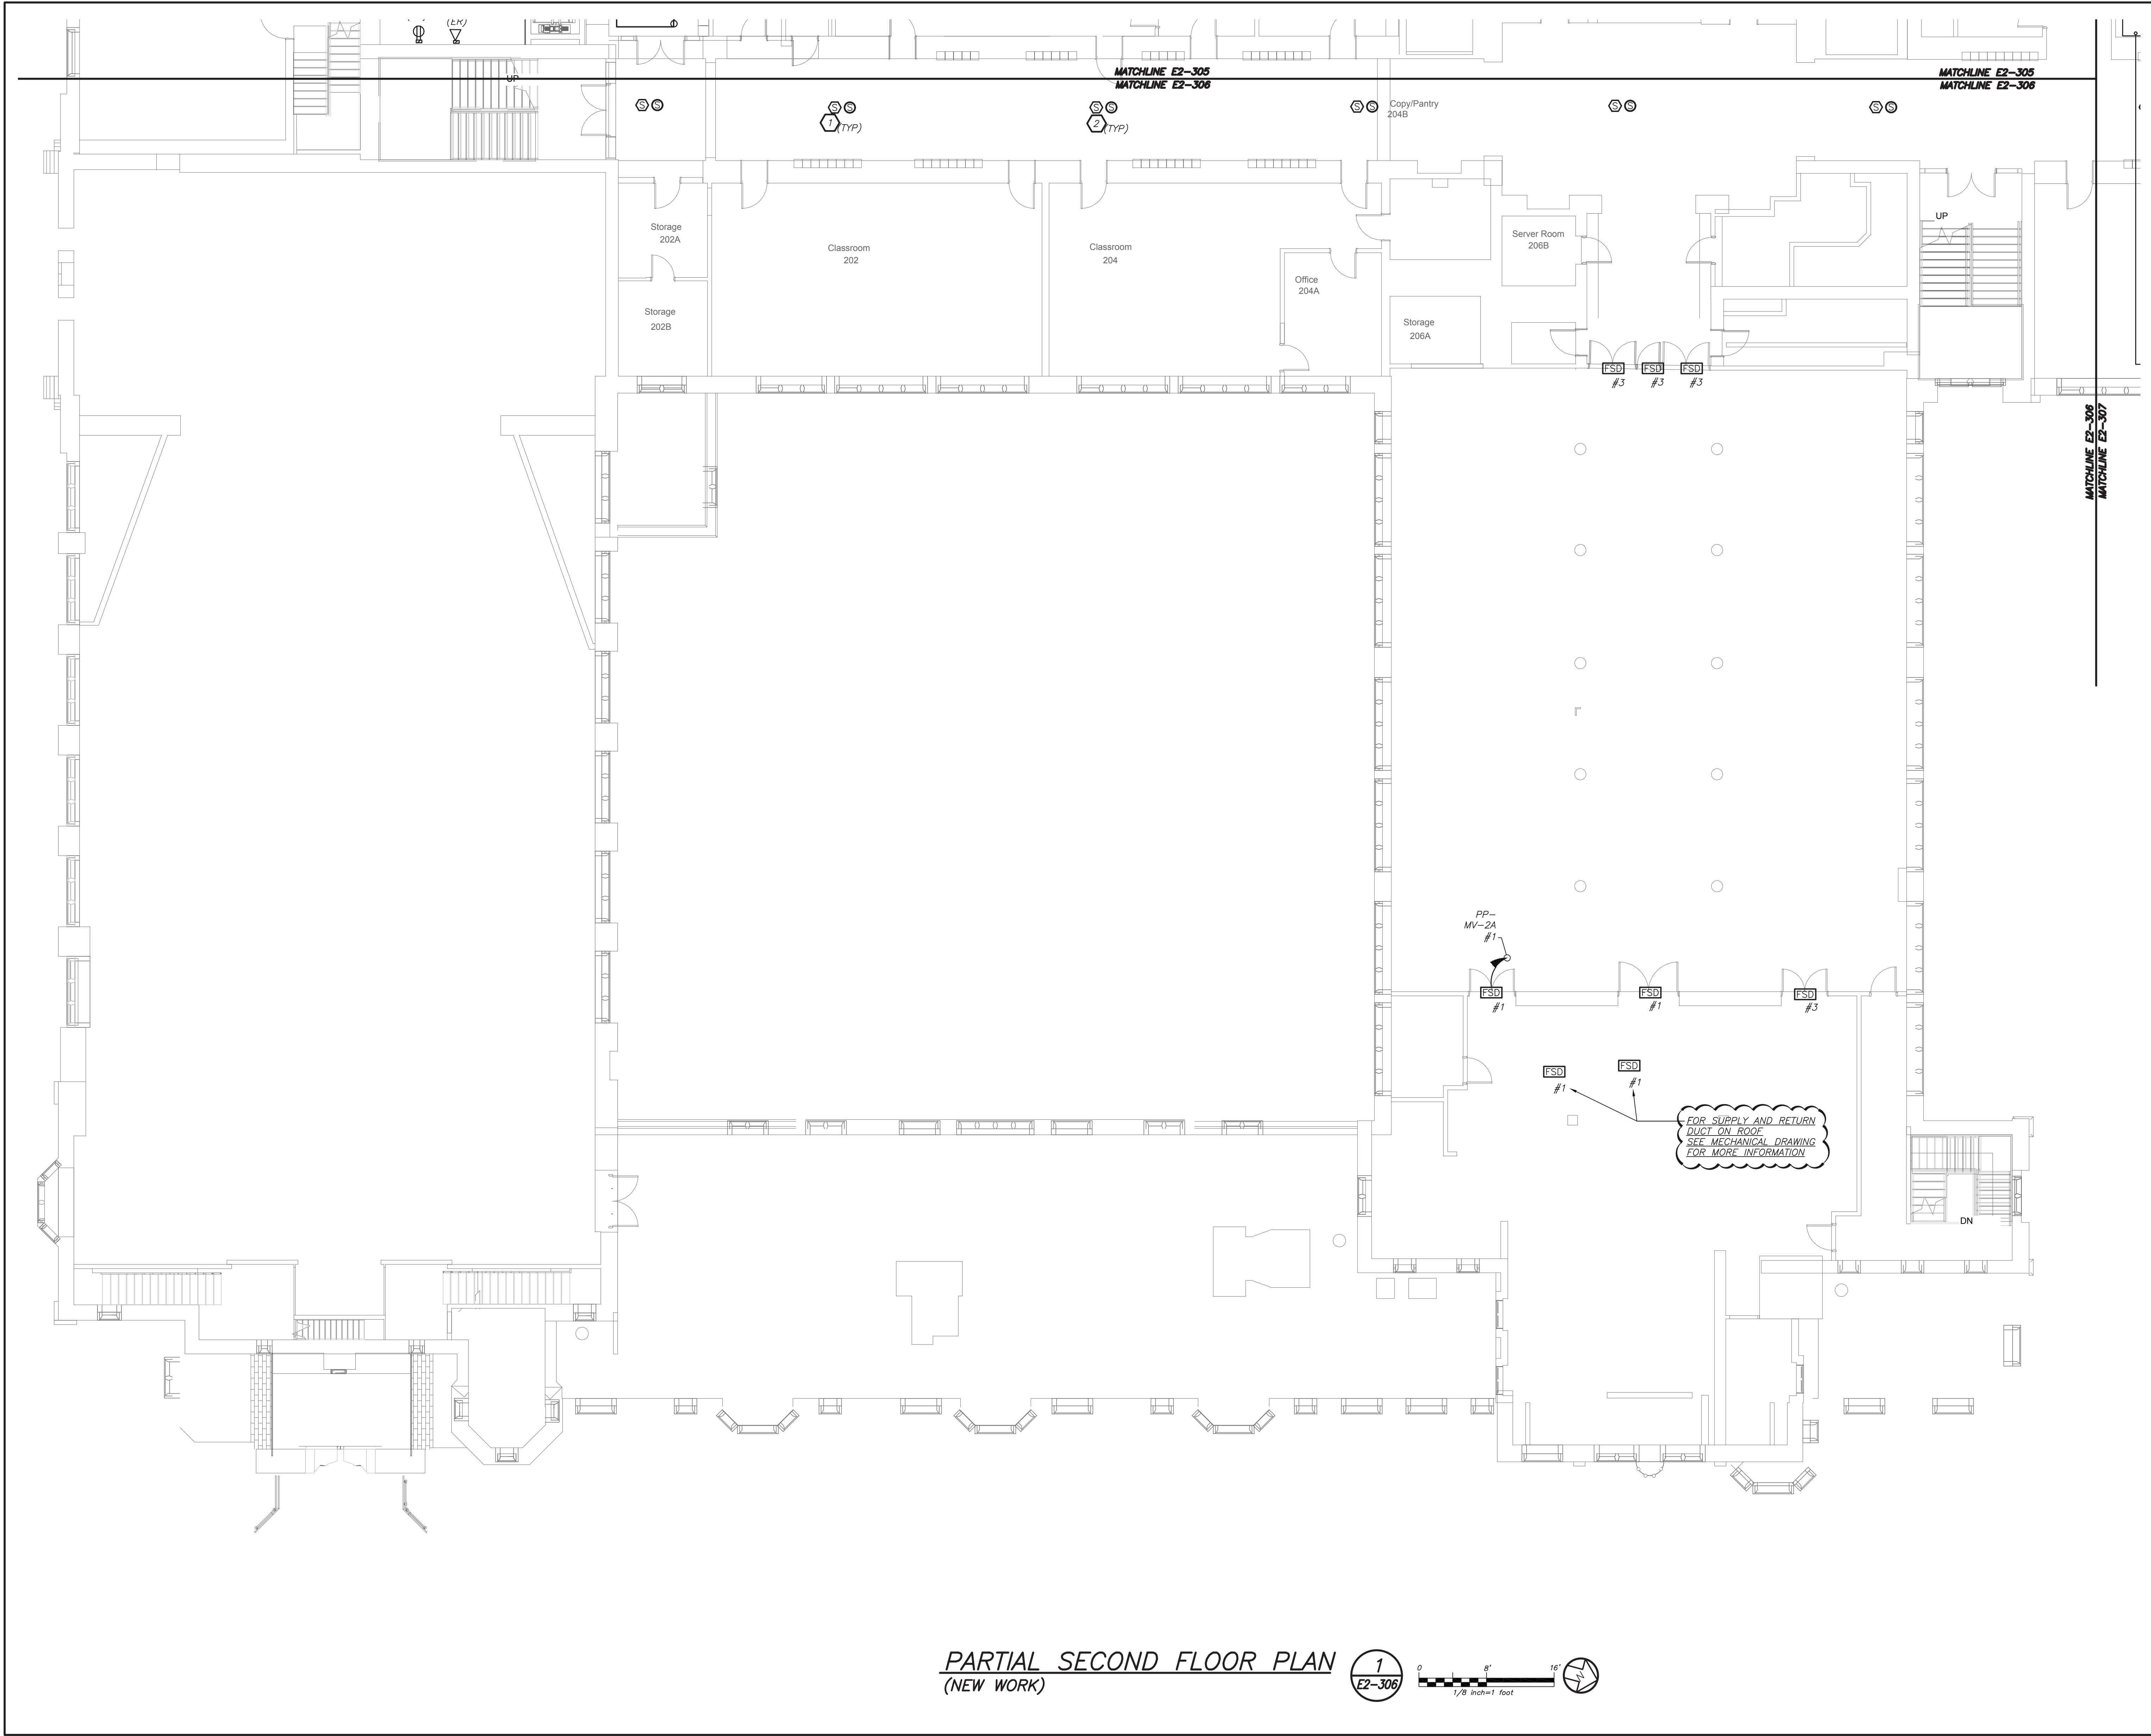 (ER)
UP
MATCHLINE E2-305
MATCHLINE E2-306
MATCHLINE E2-305
MATCHLINE E2-306
S S
S S
S S
S S
S S
S S
1 (TYP)
2 (TYP)
Copy/Pantry
204B
Storage
202A
Classroom
202
Classroom
204
Server Room
206B
UP
Office
204A
Storage
202B
Storage
206A
FSD
#3
FSD
#3
FSD
#3
MATCHLINE E2-306
MATCHLINE E2-307
PP-
MV-2A
#1
FSD
#1
FSD
#1
FSD
#3
FSD
#1
FSD
#1
FOR SUPPLY AND RETURN
DUCT ON ROOF
SEE MECHANICAL DRAWING
FOR MORE INFORMATION
DN
PARTIAL SECOND FLOOR PLAN
(NEW WORK)
1
E2-306
0 8' 16'
1/8 inch=1 foot
N